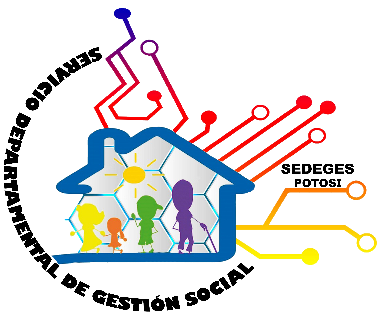 SERVICIO DEPARTAMENTAL DE GESTIÓN SOCIAL
SEDEGES
POTOSI